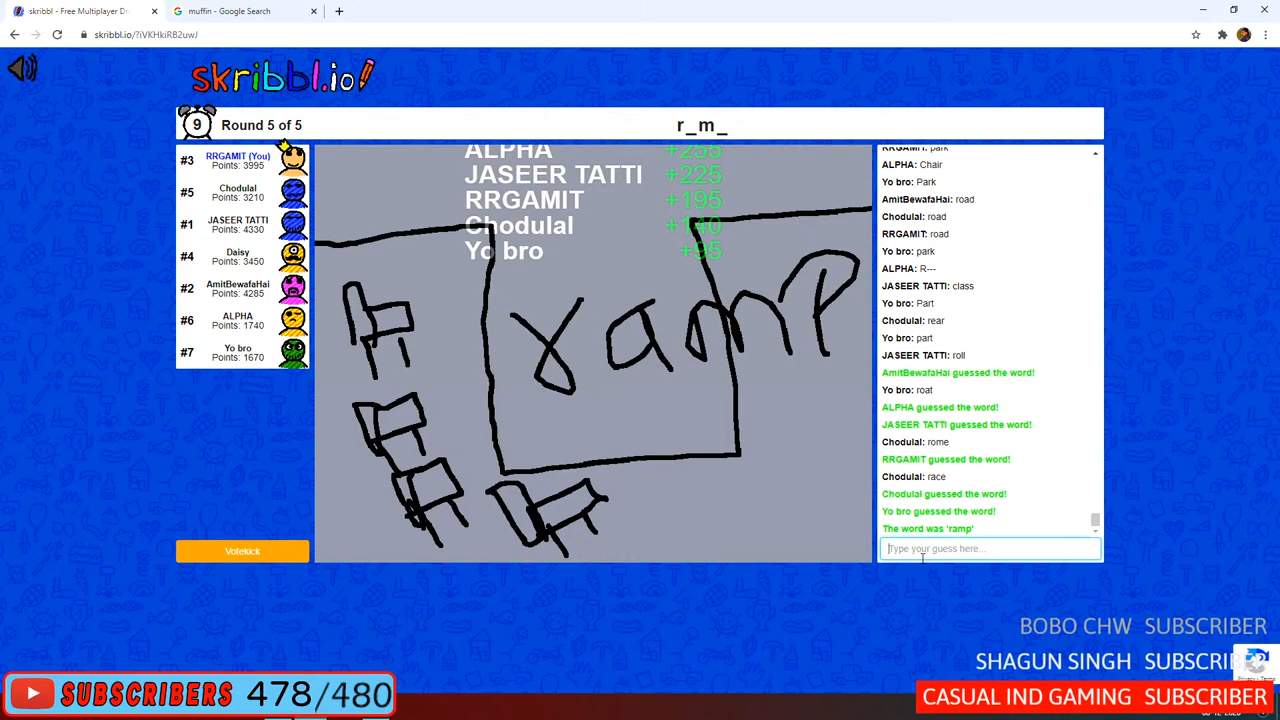 skribbl - Free Multiplayer Dr
muffin - Google Search
skribbl.io/?iVKHkiRB2uwJ
skribbl.io
9
Round 5 of 5
r_m_
#3 RRGAMIT (You)
Points: 3995
#5 Chodulal
Points: 3210
#1 JASEER TATTI
Points: 4330
#4 Daisy
Points: 3450
#2 AmitBewafaHai
Points: 4285
#6 ALPHA
Points: 1740
#7 Yo bro
Points: 1670
Votekick
ALPHA +255
JASEER TATTI +225
RRGAMIT +195
Chodulal +140
Yo bro +95
ramp
RRGAMIT: park
ALPHA: Chair
Yo bro: Park
AmitBewafaHai: road
Chodulal: road
RRGAMIT: road
Yo bro: park
ALPHA: R---
JASEER TATTI: class
Yo bro: Part
Chodulal: rear
Yo bro: part
JASEER TATTI: roll
AmitBewafaHai guessed the word!
Yo bro: roat
ALPHA guessed the word!
JASEER TATTI guessed the word!
Chodulal: rome
RRGAMIT guessed the word!
Chodulal: race
Chodulal guessed the word!
Yo bro guessed the word!
The word was 'ramp'
Type your guess here...
BOBO CHW SUBSCRIBER
SHAGUN SINGH SUBSCRI
Privacy - Terms
CASUAL IND GAMING SUBSCRIBER
SUBSCRIBERS 478/480